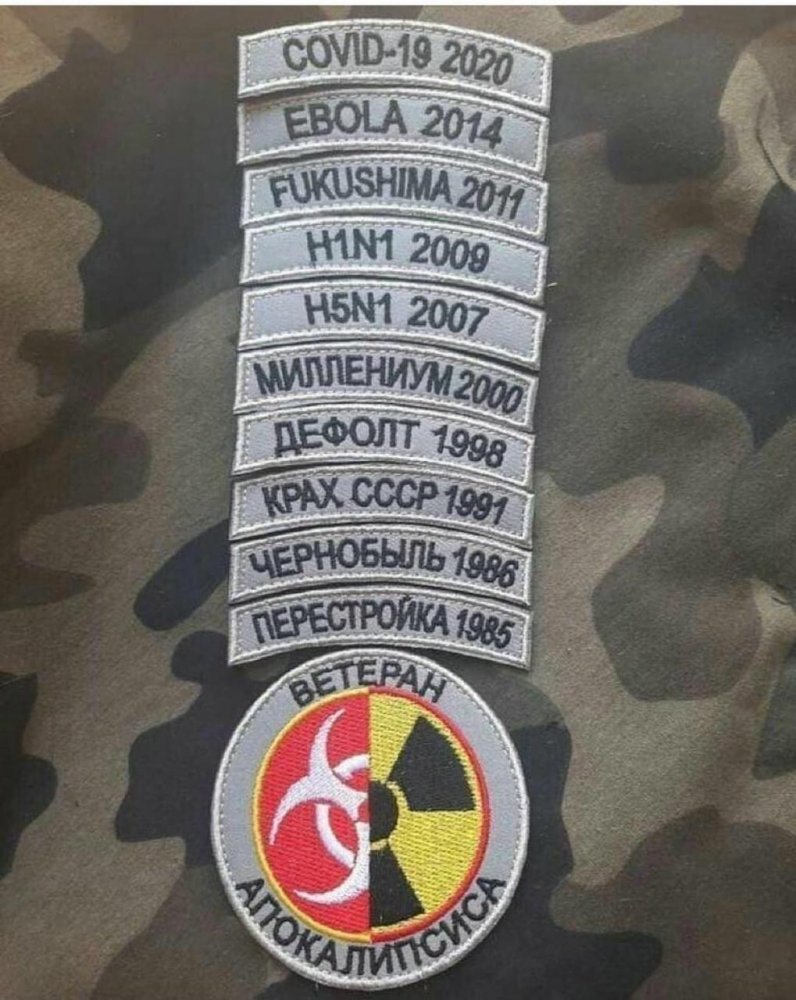 COVID-19 2020
EBOLA 2014
FUKUSHIMA 2011
H1N1 2009
H5N1 2007
МИЛЛЕНИУМ 2000
ДЕФОЛТ 1998
КРАХ СССР 1991
ЧЕРНОБЫЛЬ 1986
ПЕРЕСТРОЙКА 1985
ВЕТЕРАН
АПОКАЛИПСИСА